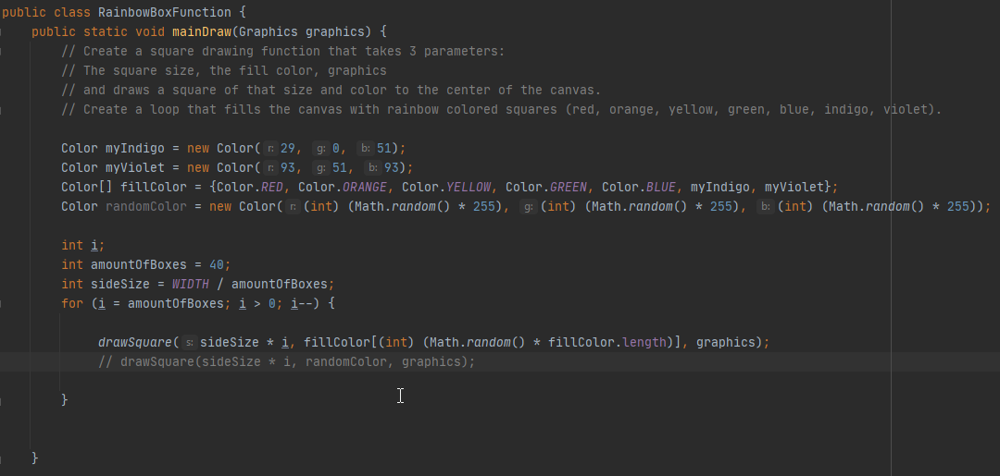 public class RainbowBoxFunction {
public static void mainDraw(Graphics graphics) {
// Create a square drawing function that takes 3 parameters:
// The square size, the fill color, graphics
// and draws a square of that size and color to the center of the canvas.
// Create a loop that fills the canvas with rainbow colored squares (red, orange, yellow, green, blue, indigo, violet).
Color myIndigo = new Color( r: 29, g: 0, b: 51);
Color myViolet = new Color( r: 93, g: 51, b: 93);
Color[] fillColor = {Color.RED, Color.ORANGE, Color.YELLOW, Color.GREEN, Color.BLUE, myIndigo, myViolet};
Color randomColor = new Color( r: (int) (Math.random() * 255), g: (int) (Math.random() * 255), b: (int) (Math.random() * 255));
int i;
int amountOfBoxes = 40;
int sideSize = WIDTH / amountOfBoxes;
for (i = amountOfBoxes; i > 0; i--) {
drawSquare( s: sideSize * i, fillColor[(int) (Math.random() * fillColor.length)], graphics);
// drawSquare(sideSize * i, randomColor, graphics);
}
}